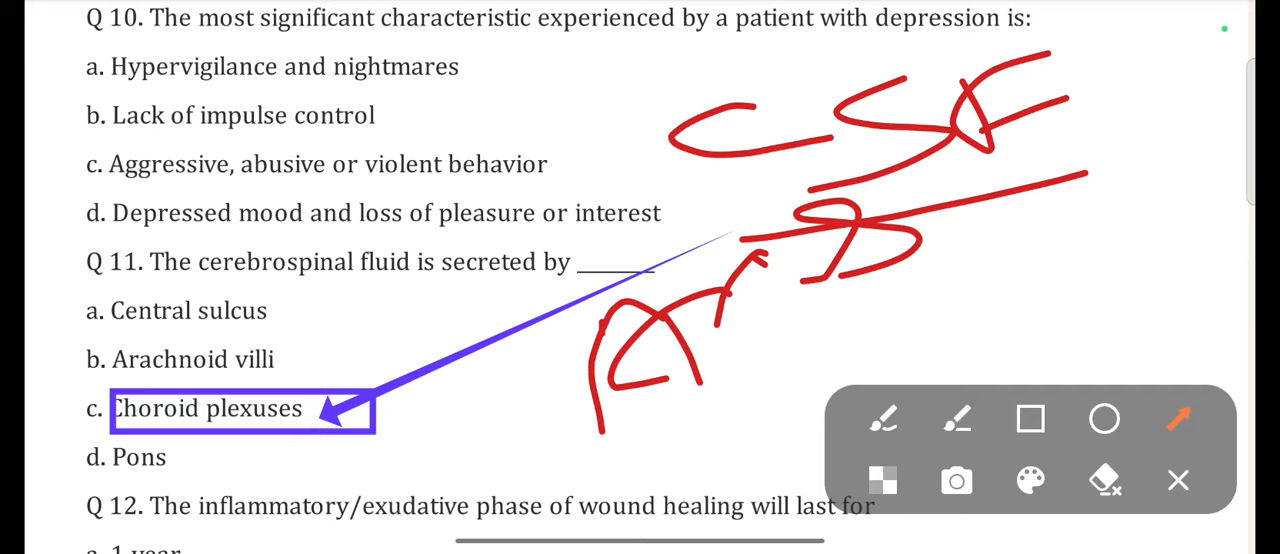 Q 10. The most significant characteristic experienced by a patient with depression is:
a. Hypervigilance and nightmares
b. Lack of impulse control
c. Aggressive, abusive or violent behavior
d. Depressed mood and loss of pleasure or interest
CSF
Q 11. The cerebrospinal fluid is secreted by ______
a. Central sulcus
b. Arachnoid villi
c. Choroid plexuses
d. Pons
Q 12. The inflammatory/exudative phase of wound healing will last for
a. 1 year